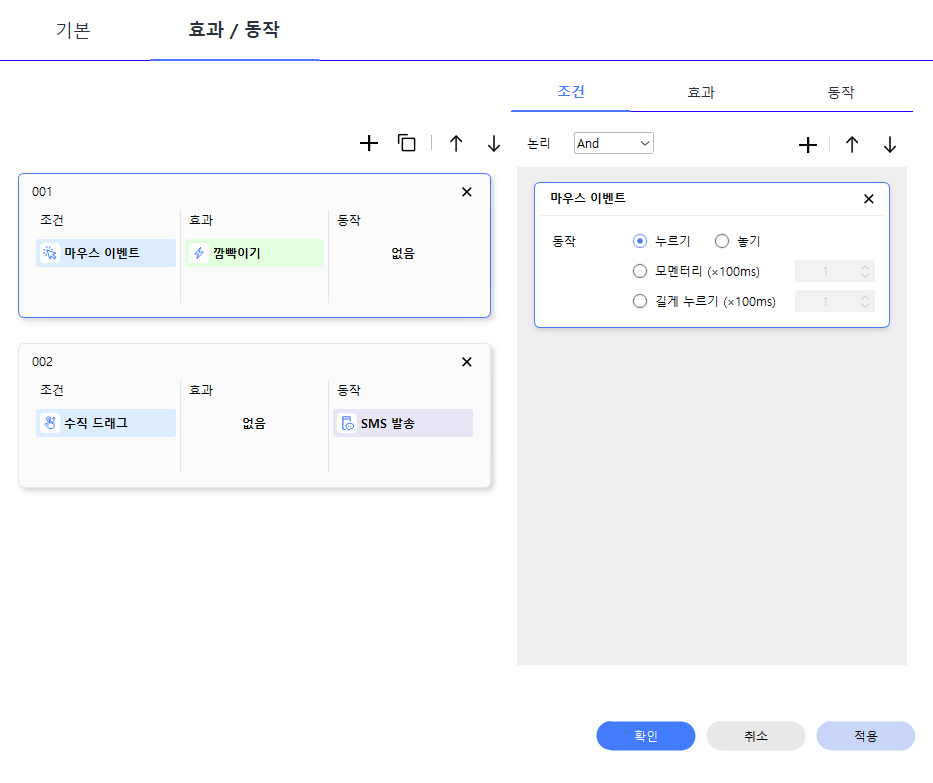 기본 효과 / 동작
조건 효과 동작
논리 And
001
조건 효과 동작
마우스 이벤트 깜빡이기 없음
002
조건 효과 동작
수직 드래그 없음 SMS 발송
마우스 이벤트
동작 누르기 놓기
모멘터리 (×100ms) 1
길게 누르기 (×100ms) 1
확인 취소 적용